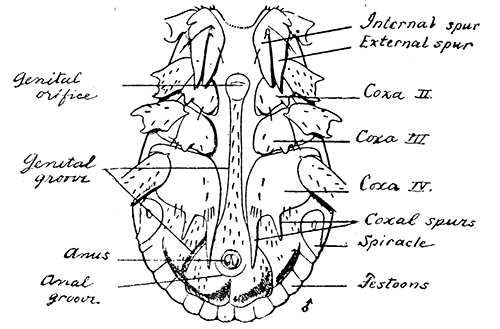 Internal spur
External spur
Genital
orifice
Coxa II.
Coxa III
Genital
groove
Coxa IV.
Coxal spurs
Spiracle
Anus
Anal
groove
Festoons
♂